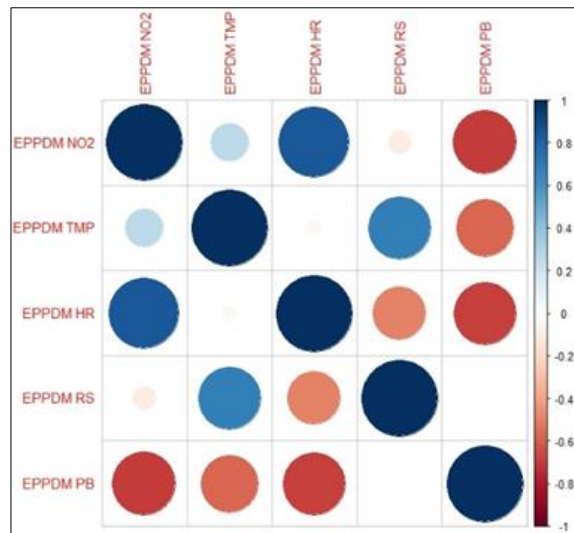 EPPDM NO2
EPPDM TMP
EPPDM HR
EPPDM RS
EPPDM PB
EPPDM NO2
EPPDM TMP
EPPDM HR
EPPDM RS
EPPDM PB
1
0.8
0.6
0.4
0.2
0
-0.2
-0.4
-0.6
-0.8
-1